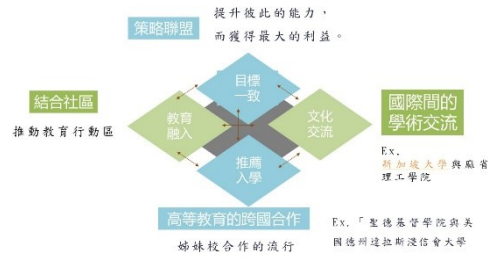 策略聯盟
提升彼此的能力，
而獲得最大的利益。
目標
一致
結合社區
推動教育行動區
教育
融入
文化
交流
國際間的
學術交流
Ex.
新加坡大學與麻省
理工學院
推薦
入學
高等教育的跨國合作
姊妹校合作的流行
Ex.「聖德基督學院與美
國德州達拉斯浸信會大學